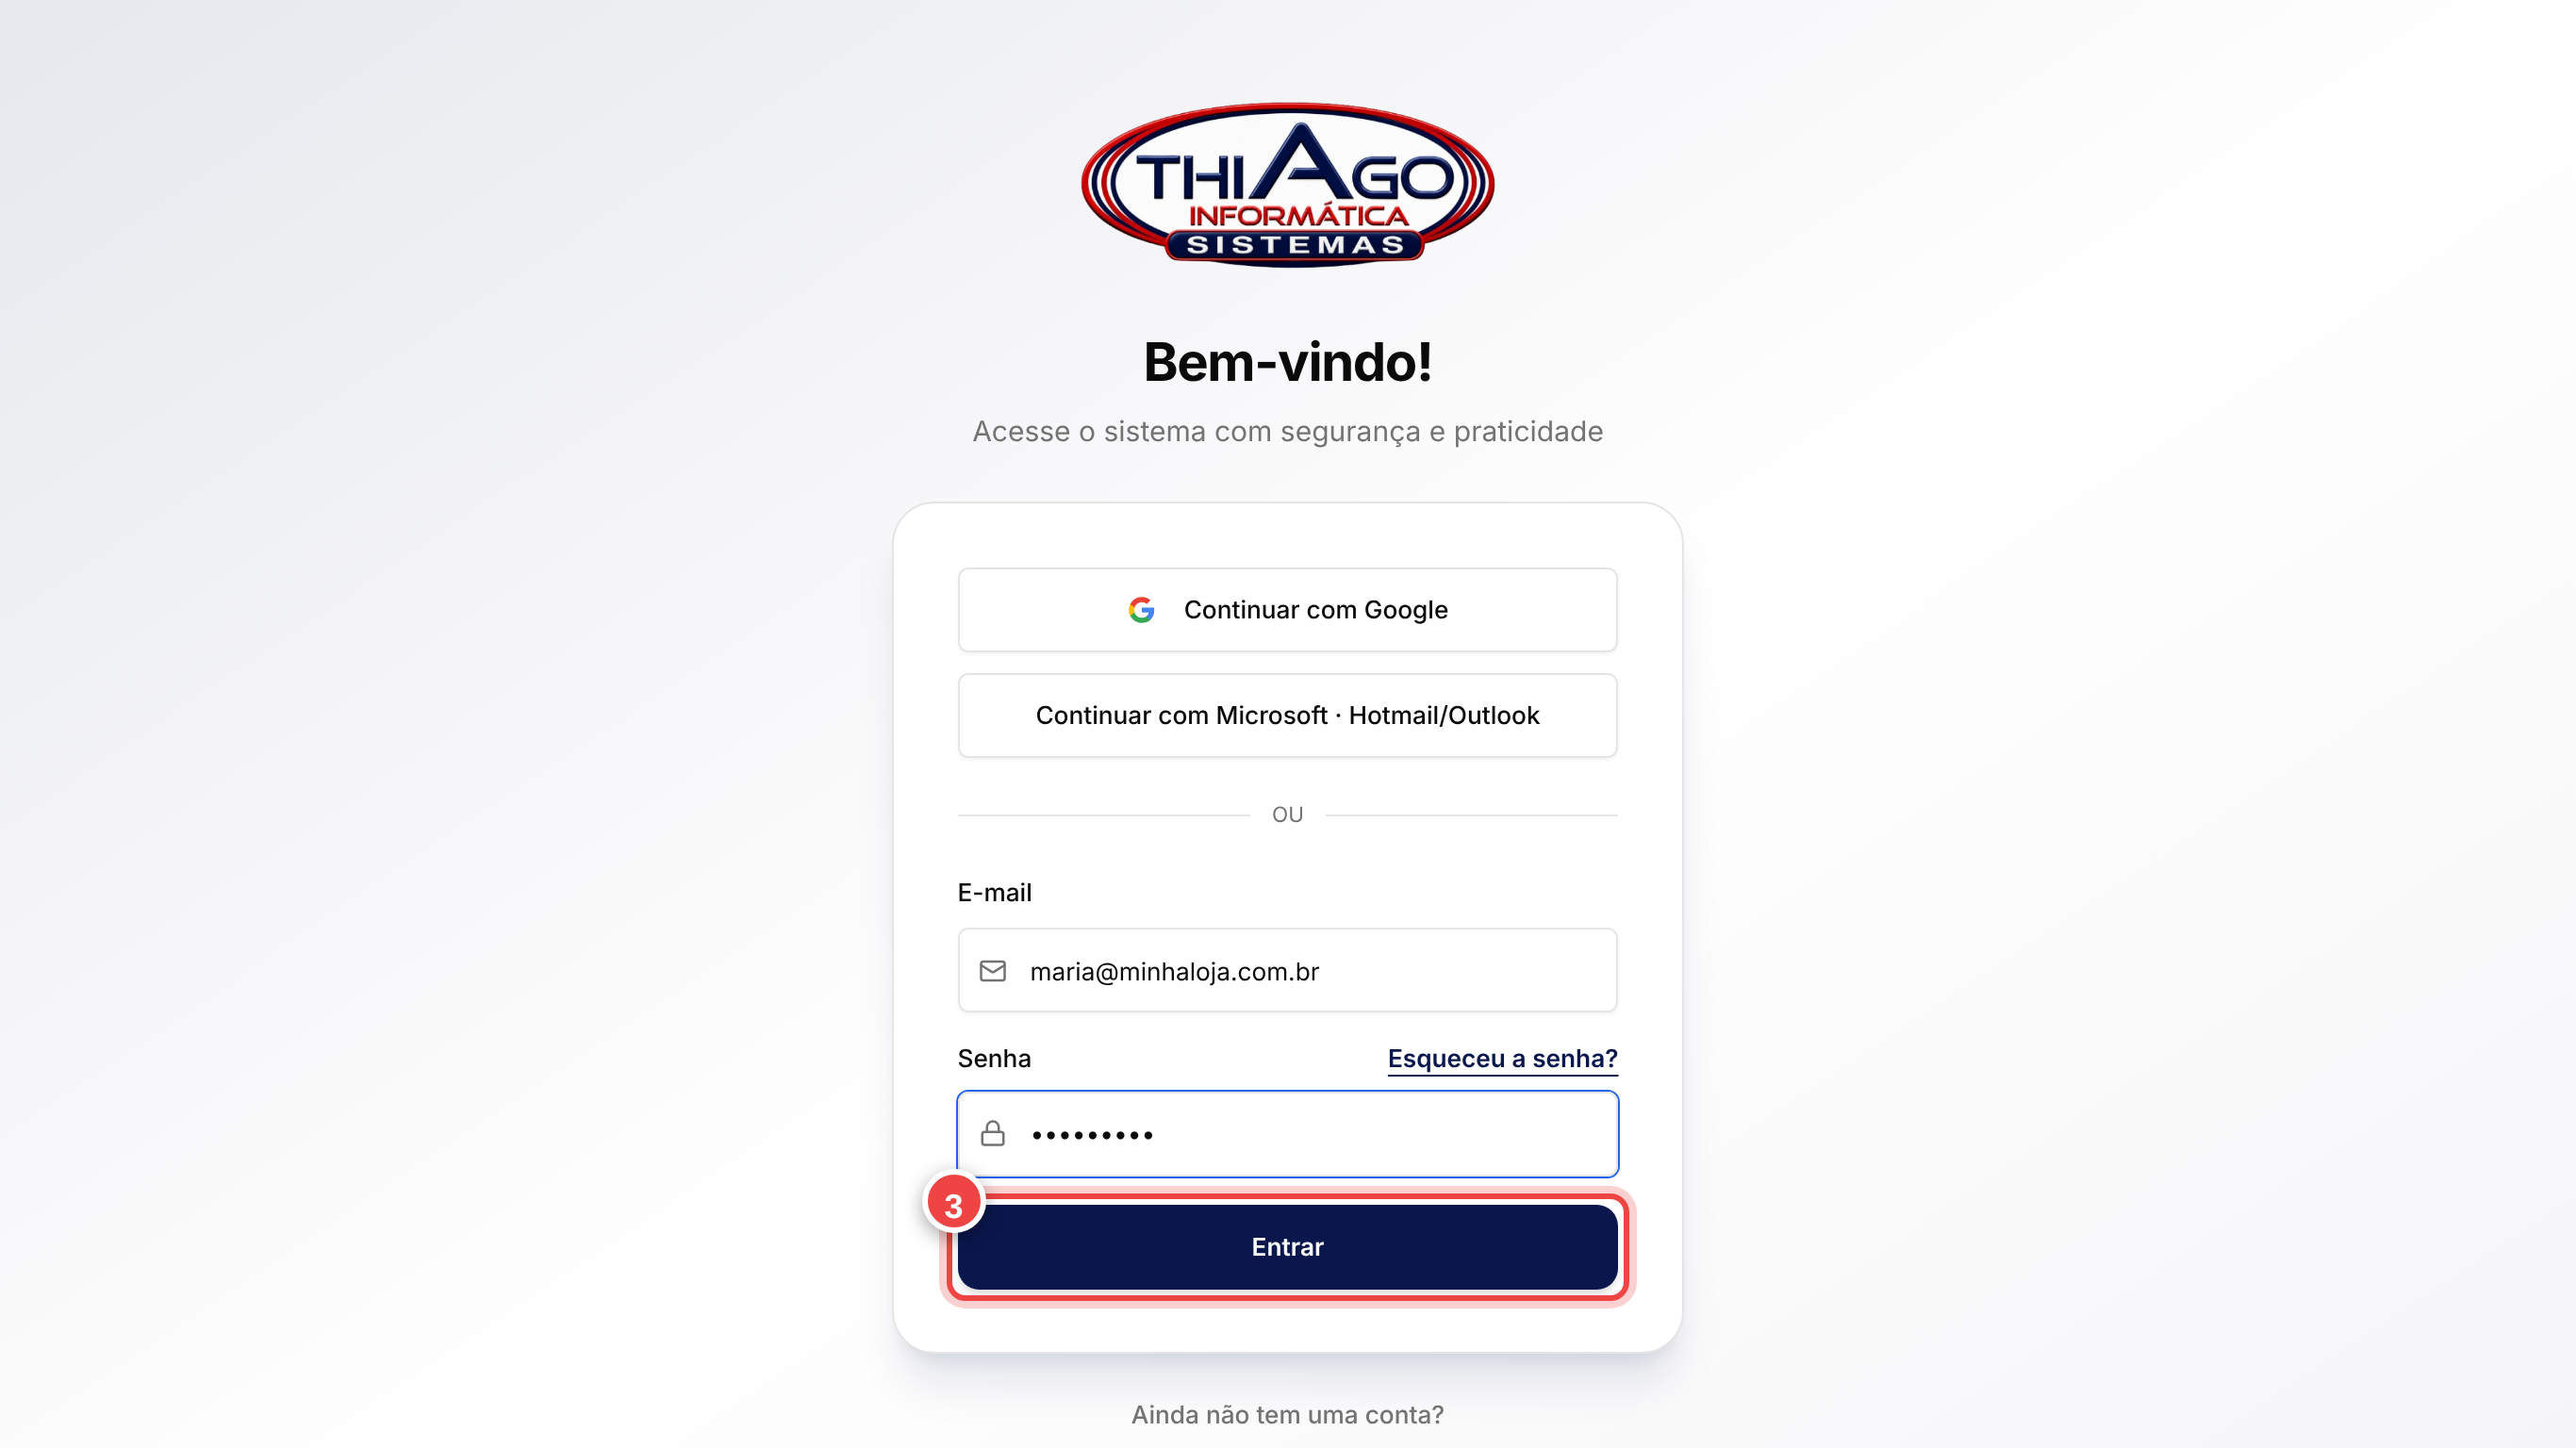 THIAGO
INFORMÁTICA
SISTEMAS
Bem-vindo!
Acesse o sistema com segurança e praticidade
Continuar com Google
Continuar com Microsoft · Hotmail/Outlook
OU
E-mail
maria@minhaloja.com.br
Senha Esqueceu a senha?
•••••••••
3
Entrar
Ainda não tem uma conta?